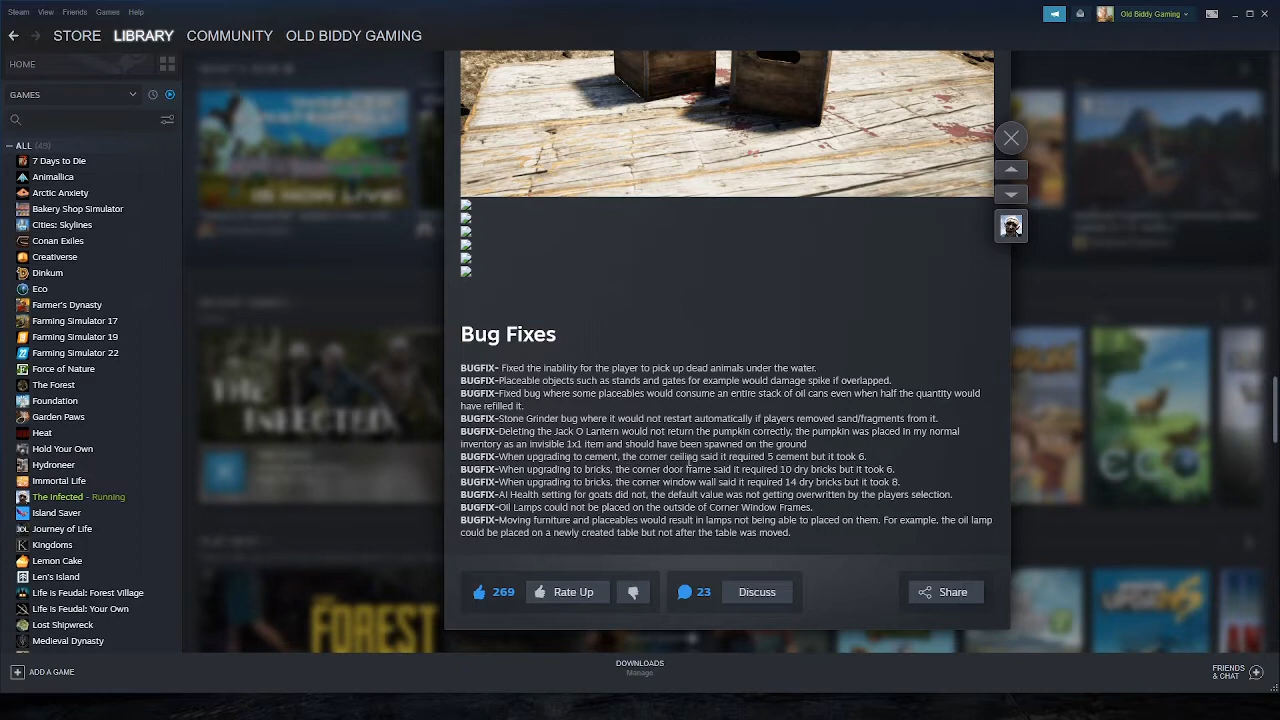 Steam View Friends Games Help
Old Biddy Gaming
STORE LIBRARY COMMUNITY OLD BIDDY GAMING
HOME
GAMES
ALL (49)
7 Days to Die
Animallica
Arctic Anxiety
Bakery Shop Simulator
Cities: Skylines
Conan Exiles
Creativerse
Dinkum
Eco
Farmer's Dynasty
Farming Simulator 17
Farming Simulator 19
Farming Simulator 22
Force of Nature
The Forest
Foundation
Garden Paws
Heat
Hold Your Own
Hydroneer
Icarus
Infernal
The Infected - Running
Island Saver
Journey of Life
Kingdoms
Lemon Cake
Len's Island
Life is Feudal: Forest Village
Life is Feudal: Your Own
Lost Shipwreck
Medieval Dynasty
Bug Fixes
BUGFIX- Fixed the inability for the player to pick up dead animals under the water.
BUGFIX-Placeable objects such as stands and gates for example would damage spike if overlapped.
BUGFIX-Fixed bug where some placeables would consume an entire stack of oil cans even when half the quantity would
have refilled it.
BUGFIX-Stone Grinder bug where it would not restart automatically if players removed sand/fragments from it.
BUGFIX-Deleting the Jack O Lantern would not return the pumpkin correctly, the pumpkin was placed in my normal
inventory as an invisible 1x1 item and should have been spawned on the ground
BUGFIX-When upgrading to cement, the corner ceiling said it required 5 cement but it took 6.
BUGFIX-When upgrading to bricks, the corner door frame said it required 10 dry bricks but it took 6.
BUGFIX-When upgrading to bricks, the corner window wall said it required 14 dry bricks but it took 8.
BUGFIX-AI Health setting for goats did not, the default value was not getting overwritten by the players selection.
BUGFIX-Oil Lamps could not be placed on the outside of Corner Window Frames.
BUGFIX-Moving furniture and placeables would result in lamps not being able to placed on them. For example, the oil lamp
could be placed on a newly created table but not after the table was moved.
269 Rate Up 23 Discuss Share
THE INFECTED
FOREST
eco
ADD A GAME
DOWNLOADS
Manage
FRIENDS
& CHAT